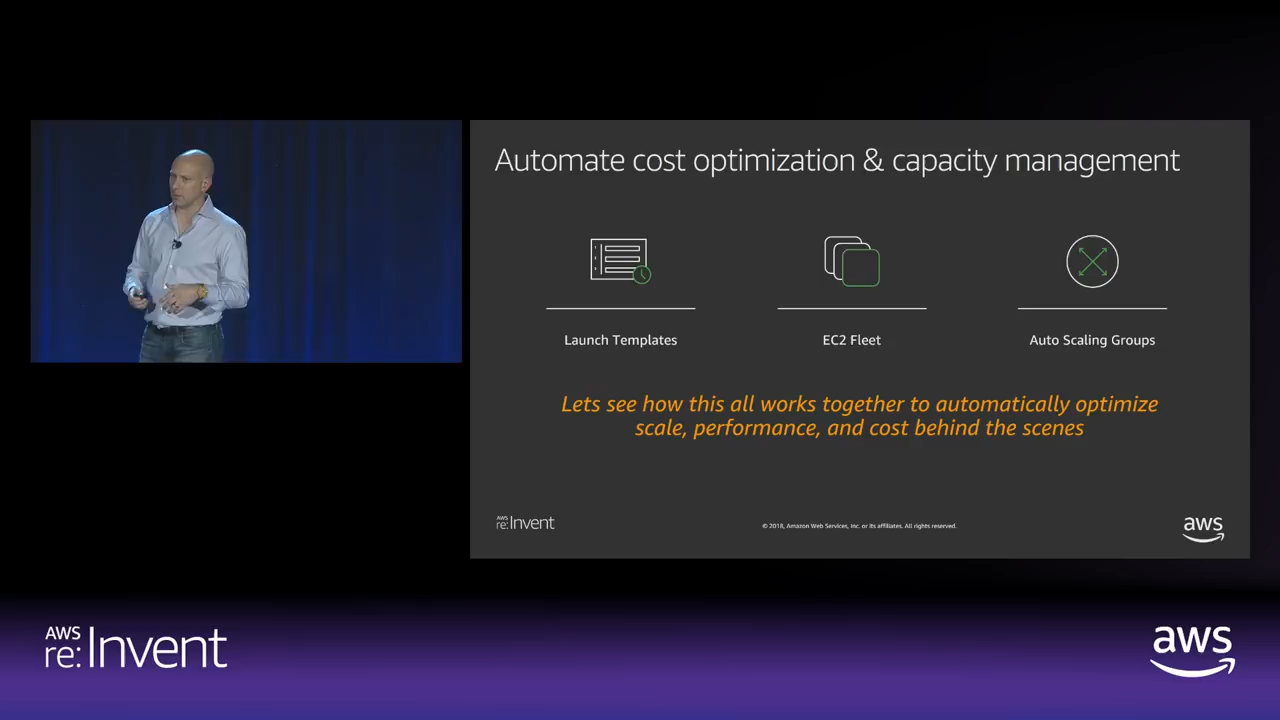 Automate cost optimization & capacity management
Launch Templates
EC2 Fleet
Auto Scaling Groups
Lets see how this all works together to automatically optimize
scale, performance, and cost behind the scenes
AWS
re:Invent
© 2018, Amazon Web Services, Inc. or its affiliates. All rights reserved.
aws
AWS
re:Invent
aws